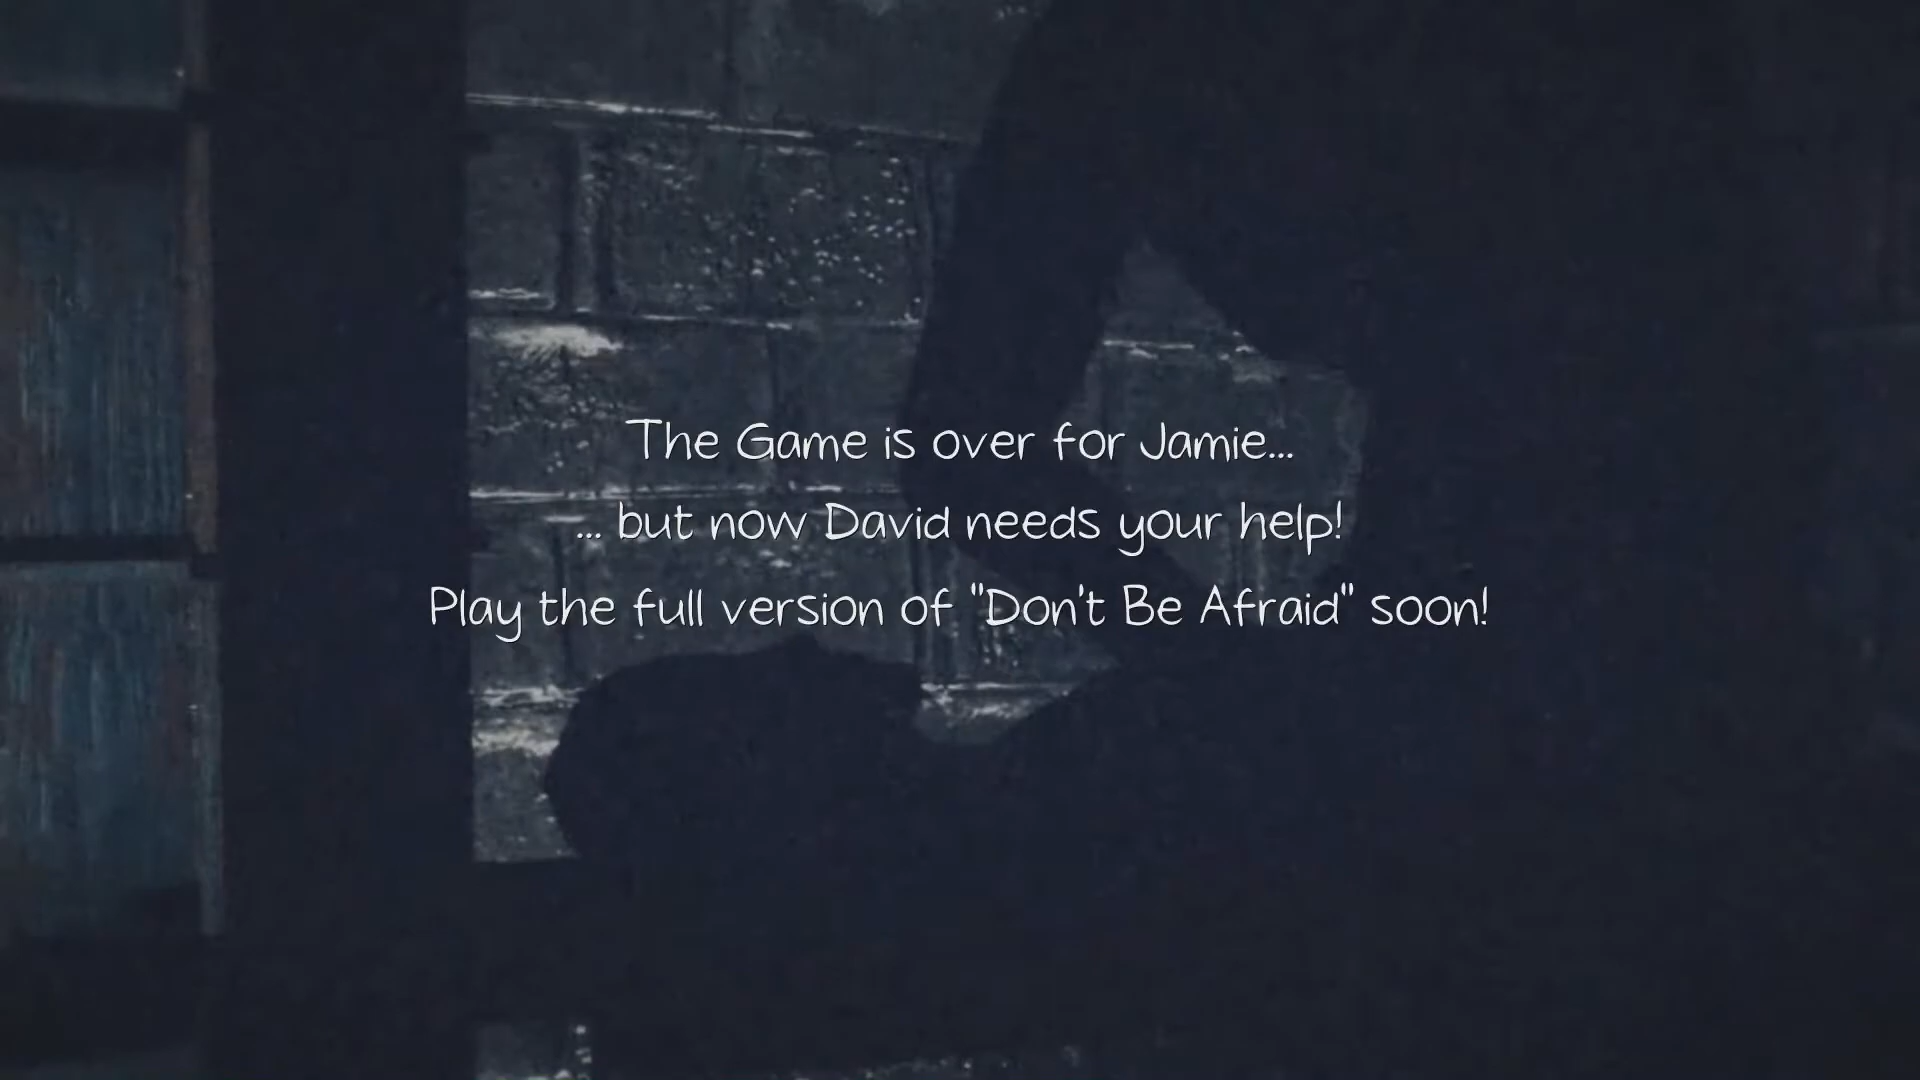 The Game is over for Jamie...
... but now David needs your help!
Play the full version of "Don't Be Afraid" soon!